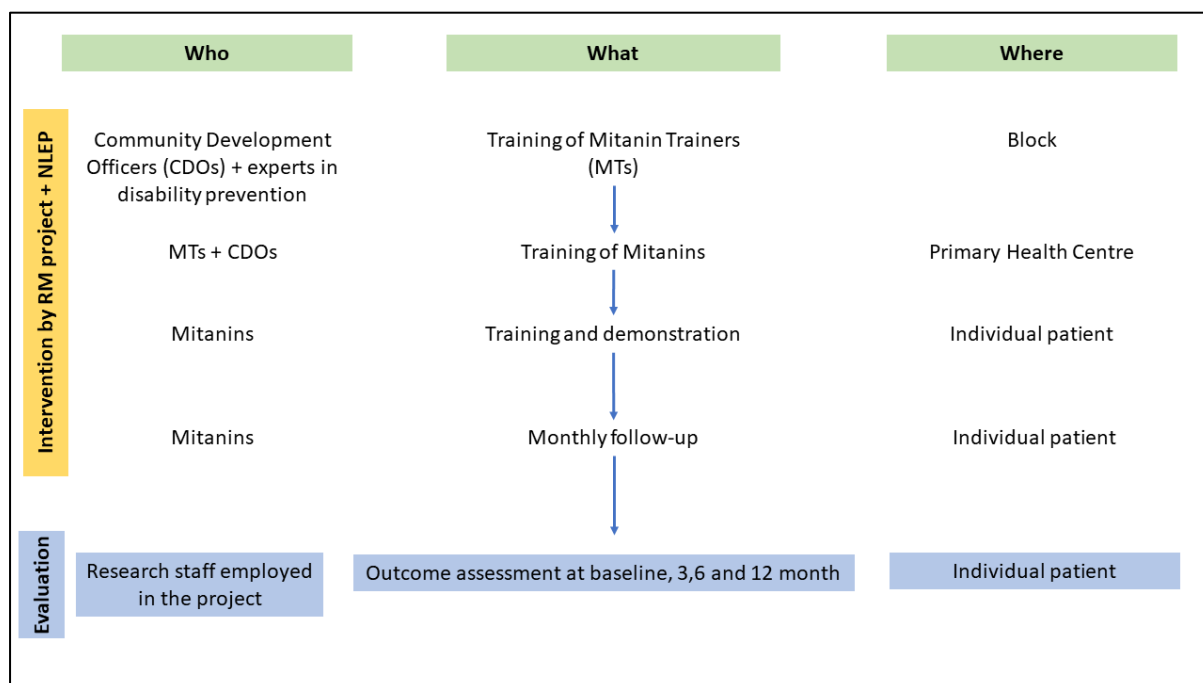 Who
What
Where
Intervention by RM project + NLEP
Community Development
Officers (CDOs) + experts in
disability prevention
Training of Mitanin Trainers
(MTs)
Block
MTs + CDOs
Training of Mitanins
Primary Health Centre
Mitanins
Training and demonstration
Individual patient
Mitanins
Monthly follow-up
Individual patient
Evaluation
Research staff employed
in the project
Outcome assessment at baseline, 3,6 and 12 month
Individual patient